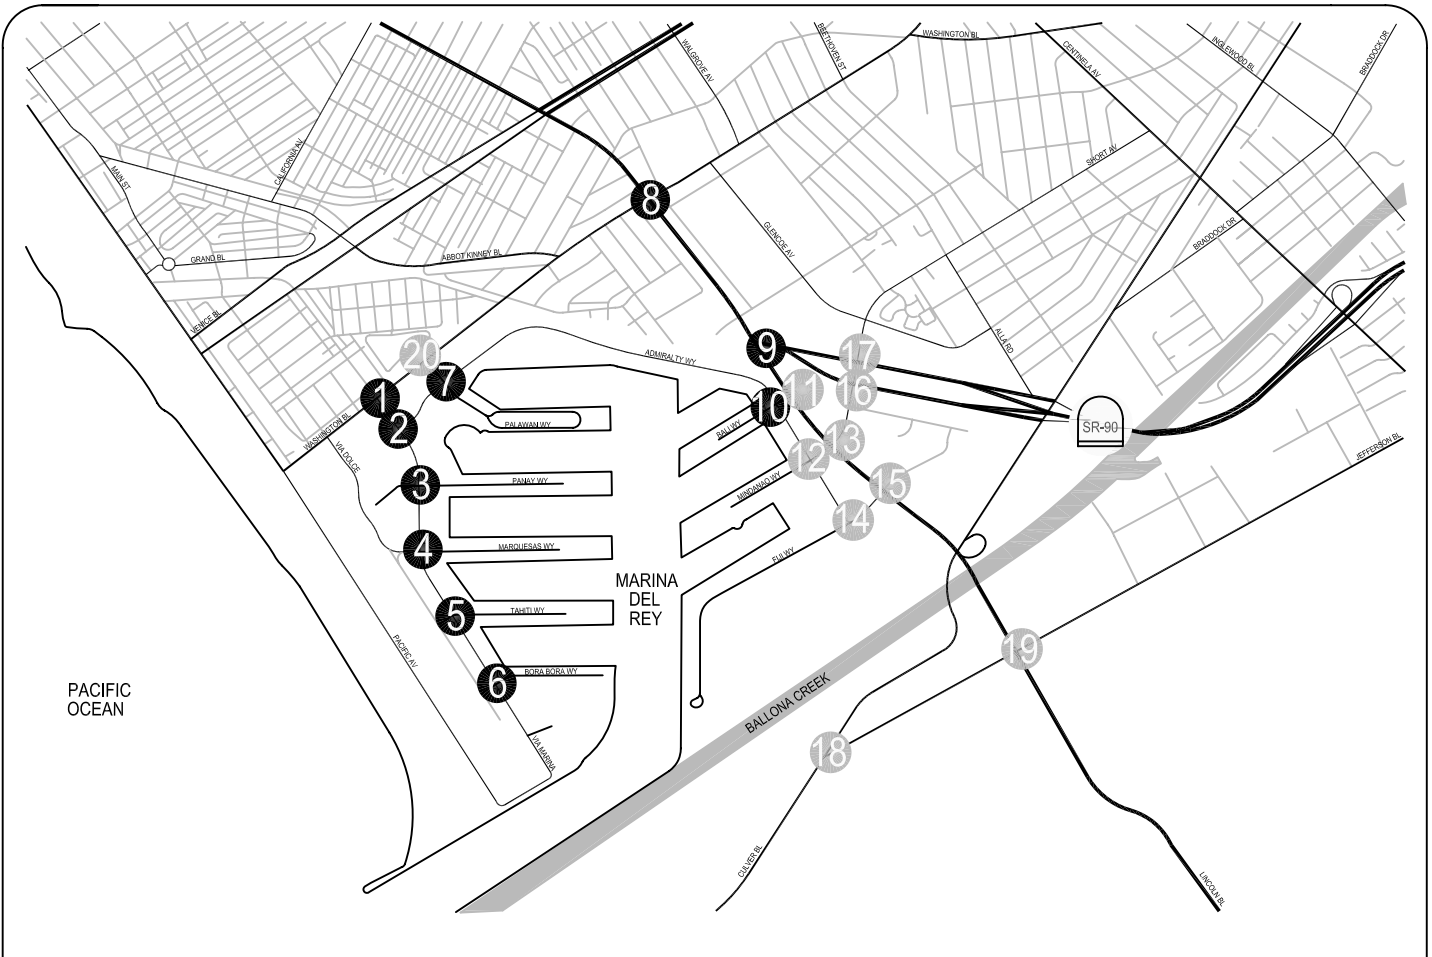 WASHINGTON BL
BEETHOVEN ST
WALGROVE AV
CENTINELA AV
INGLEWOOD BL
BRADDOCK DR
CALIFORNIA AV
MAIN ST
SHORT AV
8
GLENCOE AV
BRADDOCK DR
GRAND BL
ABBOT KINNEY BL
VENICE BL
ALLA RD
20
7
ADMIRALTY WY
9
17
1
11
16
10
2
PALAWAN WY
BALI WY
SR-90
WASHINGTON BL
VIA DOLCE
13
12
JEFFERSON BL
3
PANAY WY
MINDANAO WY
15
14
4
MARQUESAS WY
FIJI WY
MARINA
DEL
REY
5
TAHITI WY
PACIFIC AV
19
6
BORA BORA WY
PACIFIC
OCEAN
BALLONA CREEK
VIA MARINA
18
CULVER BL
LINCOLN BL